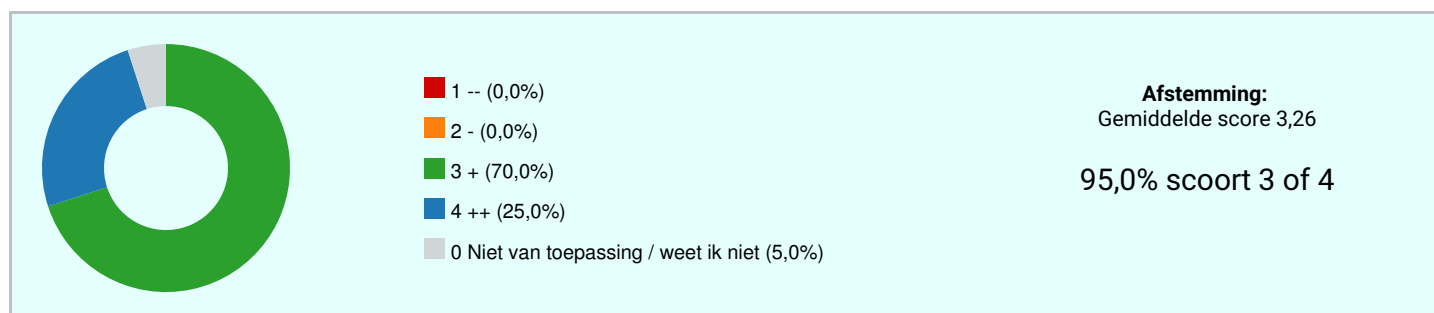 1 -- (0,0%)
2 - (0,0%)
3 + (70,0%)
4 ++ (25,0%)
0 Niet van toepassing / weet ik niet (5,0%)
Afstemming:
Gemiddelde score 3,26
95,0% scoort 3 of 4